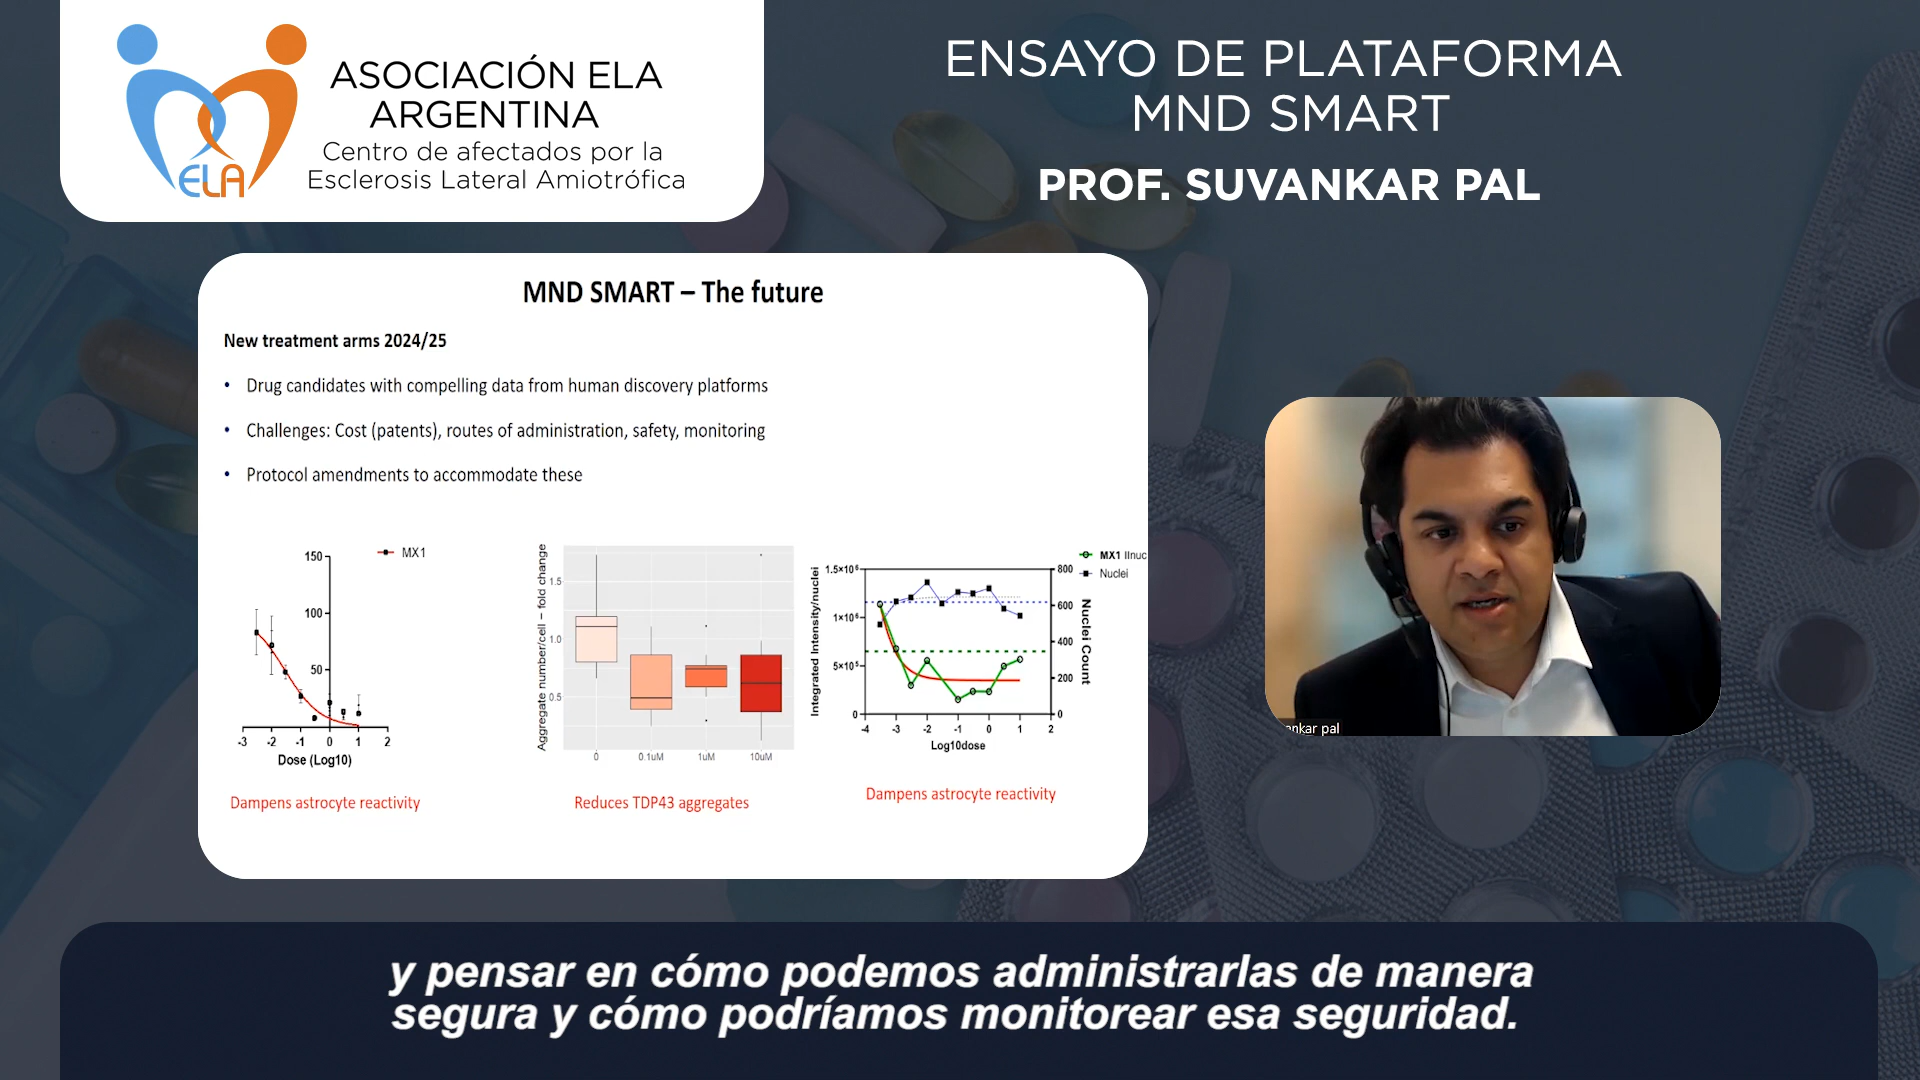 ASOCIACIÓN ELA
ARGENTINA
Centro de afectados por la
Esclerosis Lateral Amiotrófica
ELA
ENSAYO DE PLATAFORMA
MND SMART
PROF. SUVANKAR PAL
MND SMART – The future
New treatment arms 2024/25
• Drug candidates with compelling data from human discovery platforms
• Challenges: Cost (patents), routes of administration, safety, monitoring
• Protocol amendments to accommodate these
MX1
150
100
50
-3 -2 -1 0 1 2
Dose (Log10)
Dampens astrocyte reactivity
Aggregate number/cell – fold change
1.5
1.0
0.5
0 0.1uM 1uM 10uM
Reduces TDP43 aggregates
MX1 IInuc
Nuclei
Integrated Intensity/nuclei
1.5×10⁶
1×10⁶
5×10⁵
0
800
600
400
200
0
Nuclei Count
-4 -3 -2 -1 0 1 2
Log10dose
Dampens astrocyte reactivity
ankar pal
y pensar en cómo podemos administrarlas de manera
segura y cómo podríamos monitorear esa seguridad.